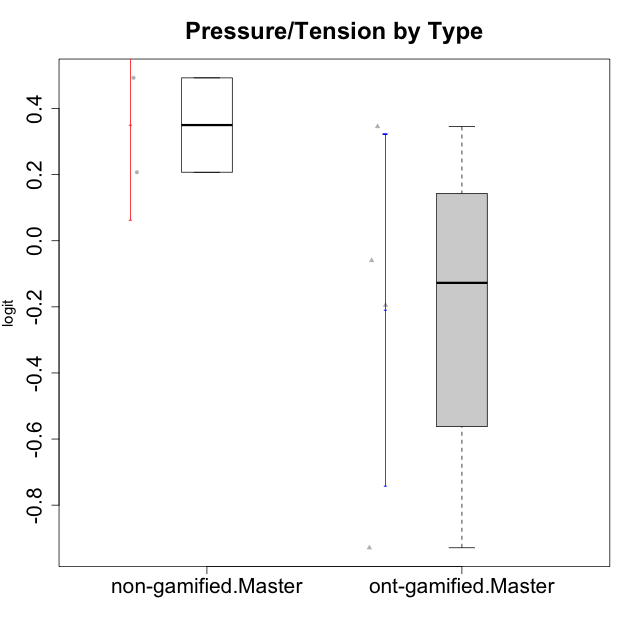 Pressure/Tension by Type
logit
0.4
0.2
0.0
-0.2
-0.4
-0.6
-0.8
non-gamified.Master
ont-gamified.Master